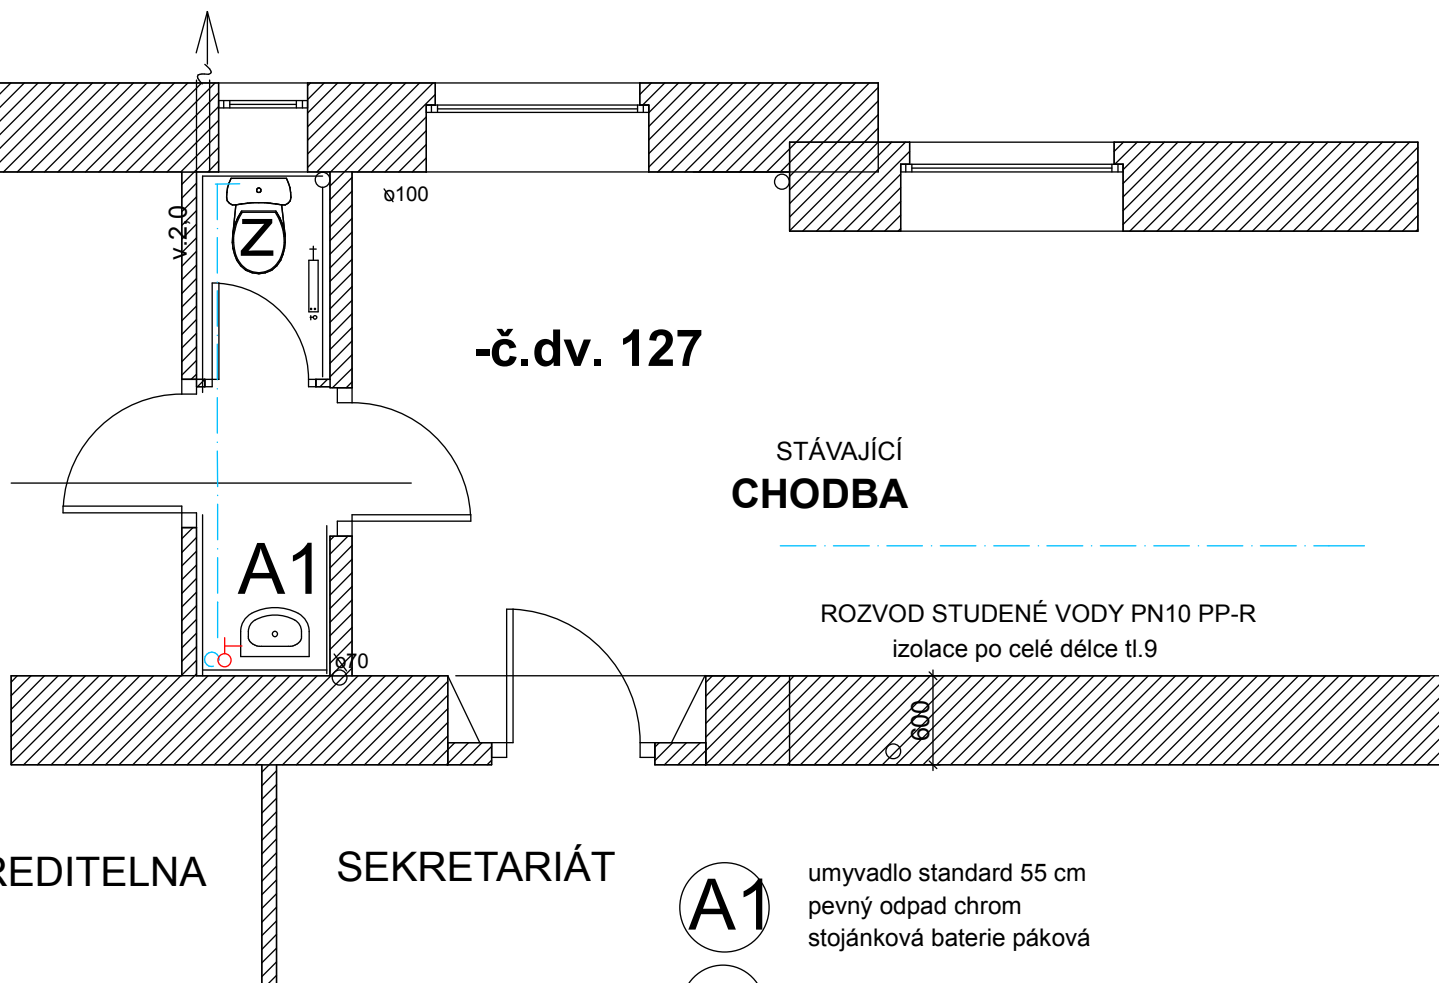 ø100
v.2,0
Z
-č.dv. 127
STÁVAJÍCÍ
CHODBA
A1
ROZVOD STUDENÉ VODY PN10 PP-R
izolace po celé délce tl.9
ø70
600
REDITELNA
SEKRETARIÁT
A1
umyvadlo standard 55 cm
pevný odpad chrom
stojánková baterie páková